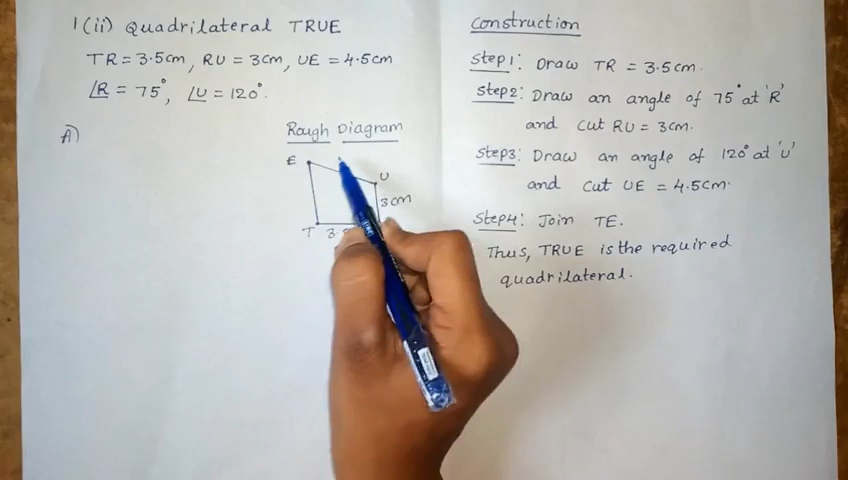 1(ii) Quadrilateral TRUE
TR = 3.5cm, RU = 3cm, UE = 4.5cm
∠R = 75°, ∠U = 120°.
A)
Rough Diagram
E
U
3cm
T 3.5
Construction
Step1: Draw TR = 3.5cm.
Step2: Draw an angle of 75° at 'R'
and cut RU = 3cm.
Step3: Draw an angle of 120° at 'U'
and cut UE = 4.5cm.
Step4: Join TE.
Thus, TRUE is the required
quadrilateral.